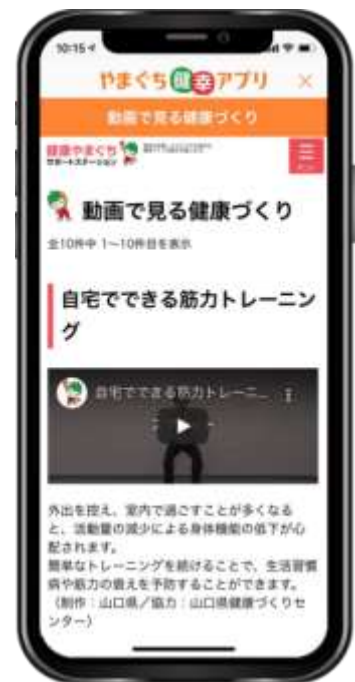 10:15
やまぐち健幸アプリ ×
動画で見る健康づくり
健康やまぐち
サポートステーション
動画で見る健康づくり
全10件中 1〜10件目を表示
自宅でできる筋力トレーニン
グ
自宅でできる筋力トレーニ...
外出を控え、室内で過ごすことが多くなる
と、活動量の減少による身体機能の低下が心
配されます。
簡単なトレーニングを続けることで、生活習慣
病や筋力の衰えを予防することができます。
（制作：山口県／協力：山口県健康づくりセ
ンター）